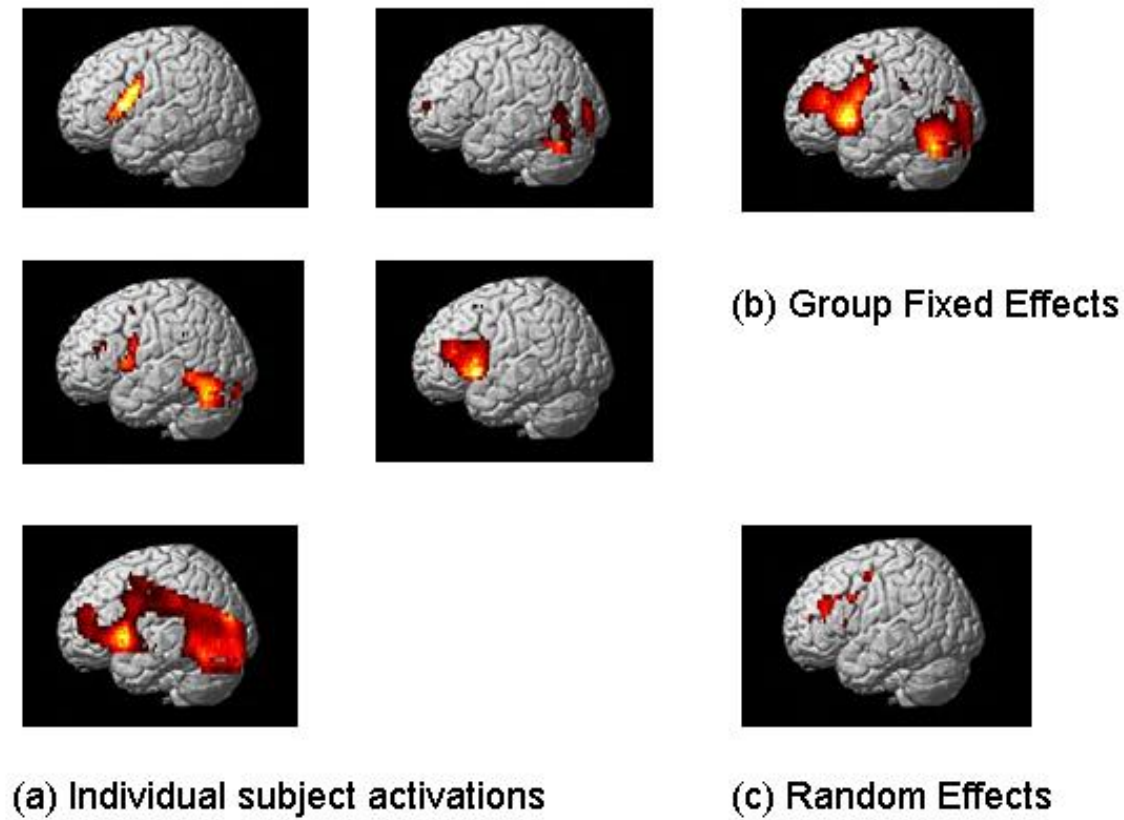 (b) Group Fixed Effects
(a) Individual subject activations
(c) Random Effects